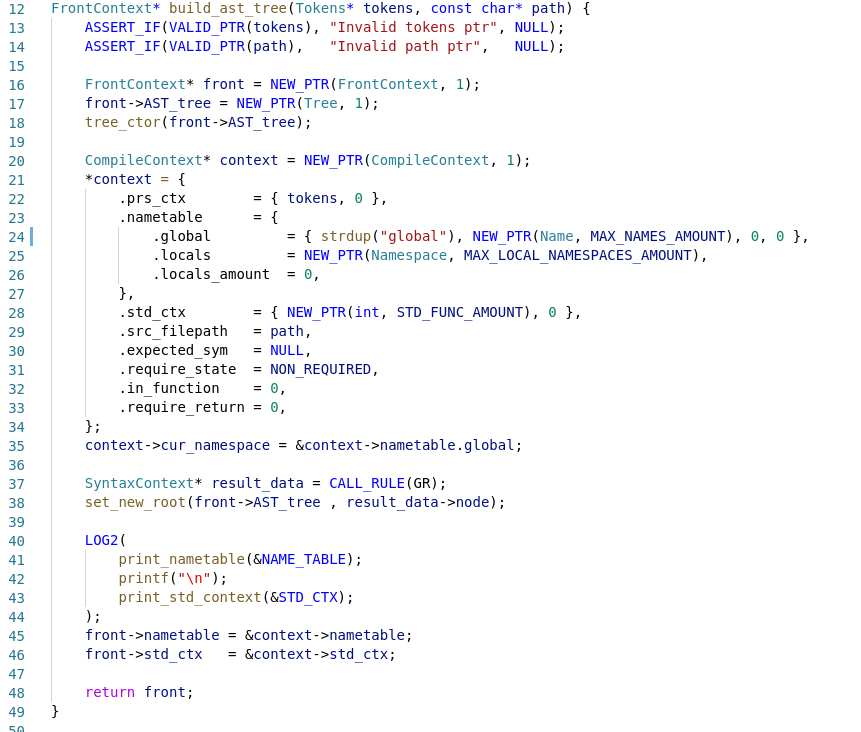 12 FrontContext* build_ast_tree(Tokens* tokens, const char* path) {
13     ASSERT_IF(VALID_PTR(tokens), "Invalid tokens ptr", NULL);
14     ASSERT_IF(VALID_PTR(path),   "Invalid path ptr",   NULL);
15
16     FrontContext* front = NEW_PTR(FrontContext, 1);
17     front->AST_tree = NEW_PTR(Tree, 1);
18     tree_ctor(front->AST_tree);
19
20     CompileContext* context = NEW_PTR(CompileContext, 1);
21     *context = {
22         .prs_ctx        = { tokens, 0 },
23         .nametable      = {
24             .global         = { strdup("global"), NEW_PTR(Name, MAX_NAMES_AMOUNT), 0, 0 },
25             .locals         = NEW_PTR(Namespace, MAX_LOCAL_NAMESPACES_AMOUNT),
26             .locals_amount  = 0,
27         },
28         .std_ctx        = { NEW_PTR(int, STD_FUNC_AMOUNT), 0 },
29         .src_filepath   = path,
30         .expected_sym   = NULL,
31         .require_state  = NON_REQUIRED,
32         .in_function    = 0,
33         .require_return = 0,
34     };
35     context->cur_namespace = &context->nametable.global;
36
37     SyntaxContext* result_data = CALL_RULE(GR);
38     set_new_root(front->AST_tree , result_data->node);
39
40     LOG2(
41         print_nametable(&NAME_TABLE);
42         printf("\n");
43         print_std_context(&STD_CTX);
44     );
45     front->nametable = &context->nametable;
46     front->std_ctx   = &context->std_ctx;
47
48     return front;
49 }
50